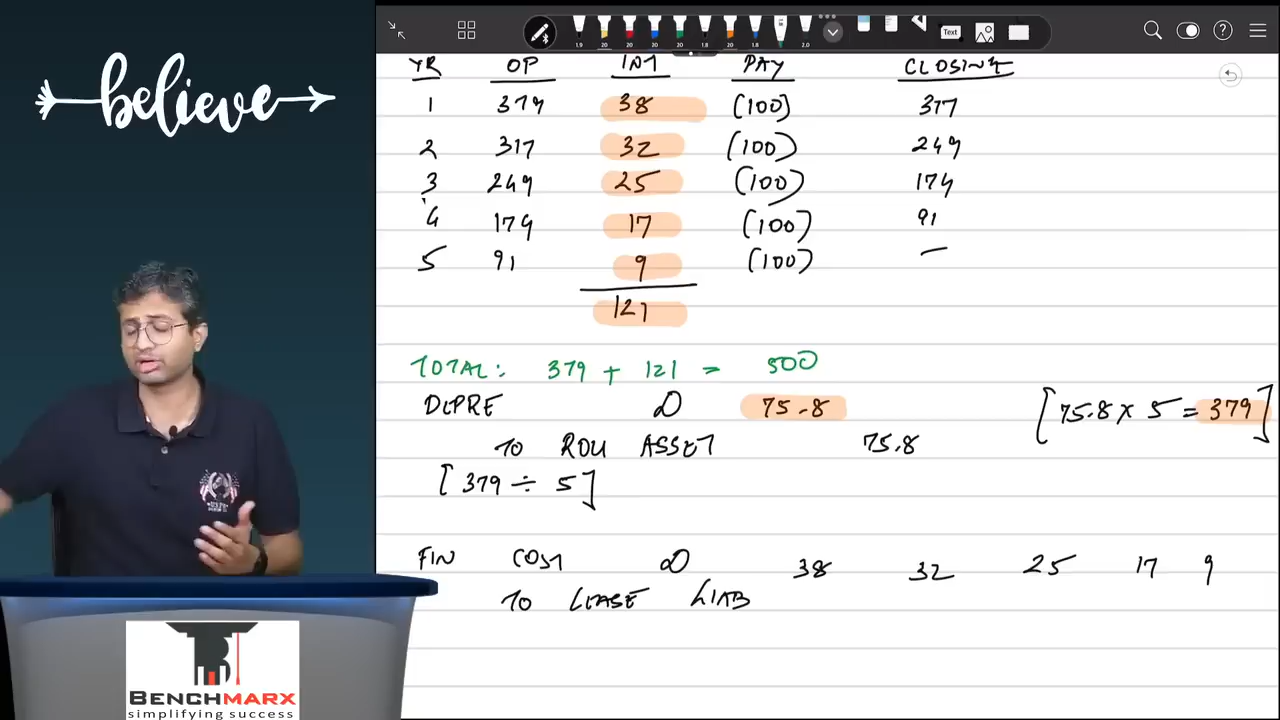 believe
Text
YR OP INT PAY CLOSING
1 379 38 (100) 317
2 317 32 (100) 249
3 249 25 (100) 174
4 174 17 (100) 91
5 91 9 (100) —
121
TOTAL: 379 + 121 = 500
DEPRE D 75.8 [75.8 × 5 = 379]
TO ROU ASSET 75.8
[379 ÷ 5]
FIN COST D 38 32 25 17 9
TO LEASE LIAB
BENCHMARX
simplifying success